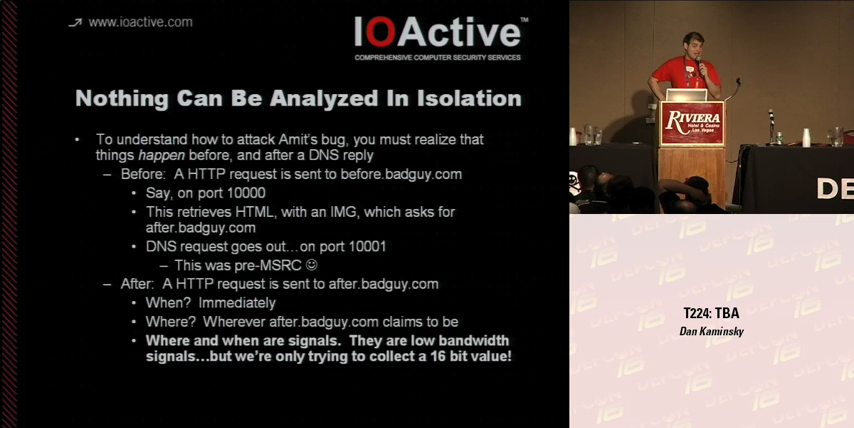 www.ioactive.com
IOActive™
COMPREHENSIVE COMPUTER SECURITY SERVICES
Nothing Can Be Analyzed In Isolation
• To understand how to attack Amit's bug, you must realize that
things happen before, and after a DNS reply
– Before: A HTTP request is sent to before.badguy.com
• Say, on port 10000
• This retrieves HTML, with an IMG, which asks for
after.badguy.com
• DNS request goes out…on port 10001
– This was pre-MSRC ☺
– After: A HTTP request is sent to after.badguy.com
• When? Immediately
• Where? Wherever after.badguy.com claims to be
• Where and when are signals. They are low bandwidth
signals…but we're only trying to collect a 16 bit value!
RIVIERA
Hotel & Casino
Las Vegas
DE
T224: TBA
Dan Kaminsky